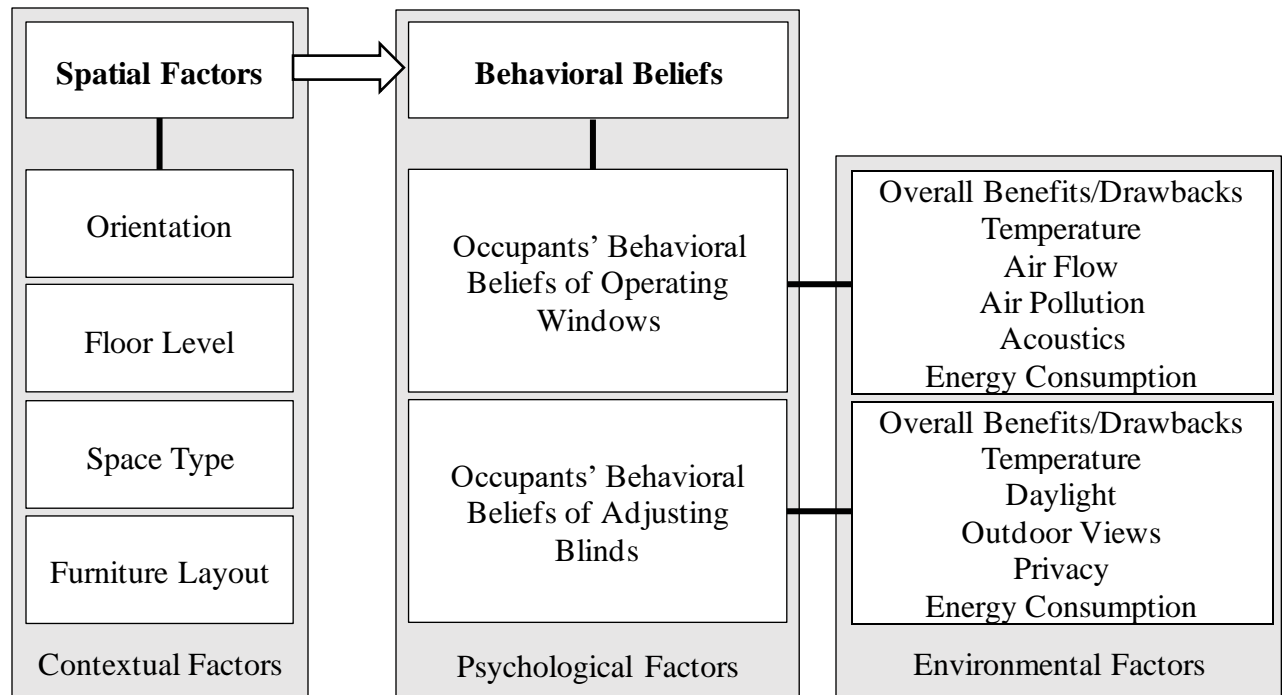 Spatial Factors
Orientation
Floor Level
Space Type
Furniture Layout
Contextual Factors
Behavioral Beliefs
Occupants’ Behavioral
Beliefs of Operating
Windows
Occupants’ Behavioral
Beliefs of Adjusting
Blinds
Psychological Factors
Overall Benefits/Drawbacks
Temperature
Air Flow
Air Pollution
Acoustics
Energy Consumption
Overall Benefits/Drawbacks
Temperature
Daylight
Outdoor Views
Privacy
Energy Consumption
Environmental Factors